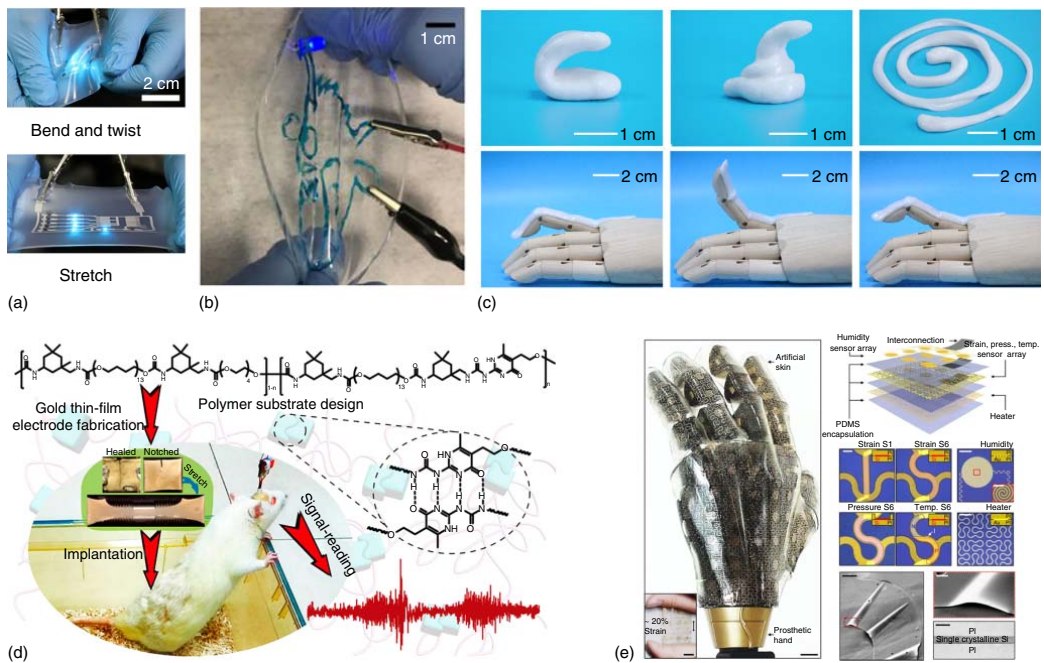 2 cm
Bend and twist
Stretch
(a)
1 cm
(b)
1 cm
1 cm
1 cm
2 cm
2 cm
2 cm
(c)
Polymer substrate design
Gold thin-film
electrode fabrication
Healed
Notched
Stretch
Implantation
Signal-reading
(d)
Artificial
skin
~ 20%
Strain
Prosthetic
hand
Humidity
sensor array
Interconnection
Strain, press., temp.
sensor array
Heater
PDMS
encapsulation
Strain S1
Strain S6
Humidity
Pressure S6
Temp. S6
Heater
PI
Single crystalline Si
PI
(e)